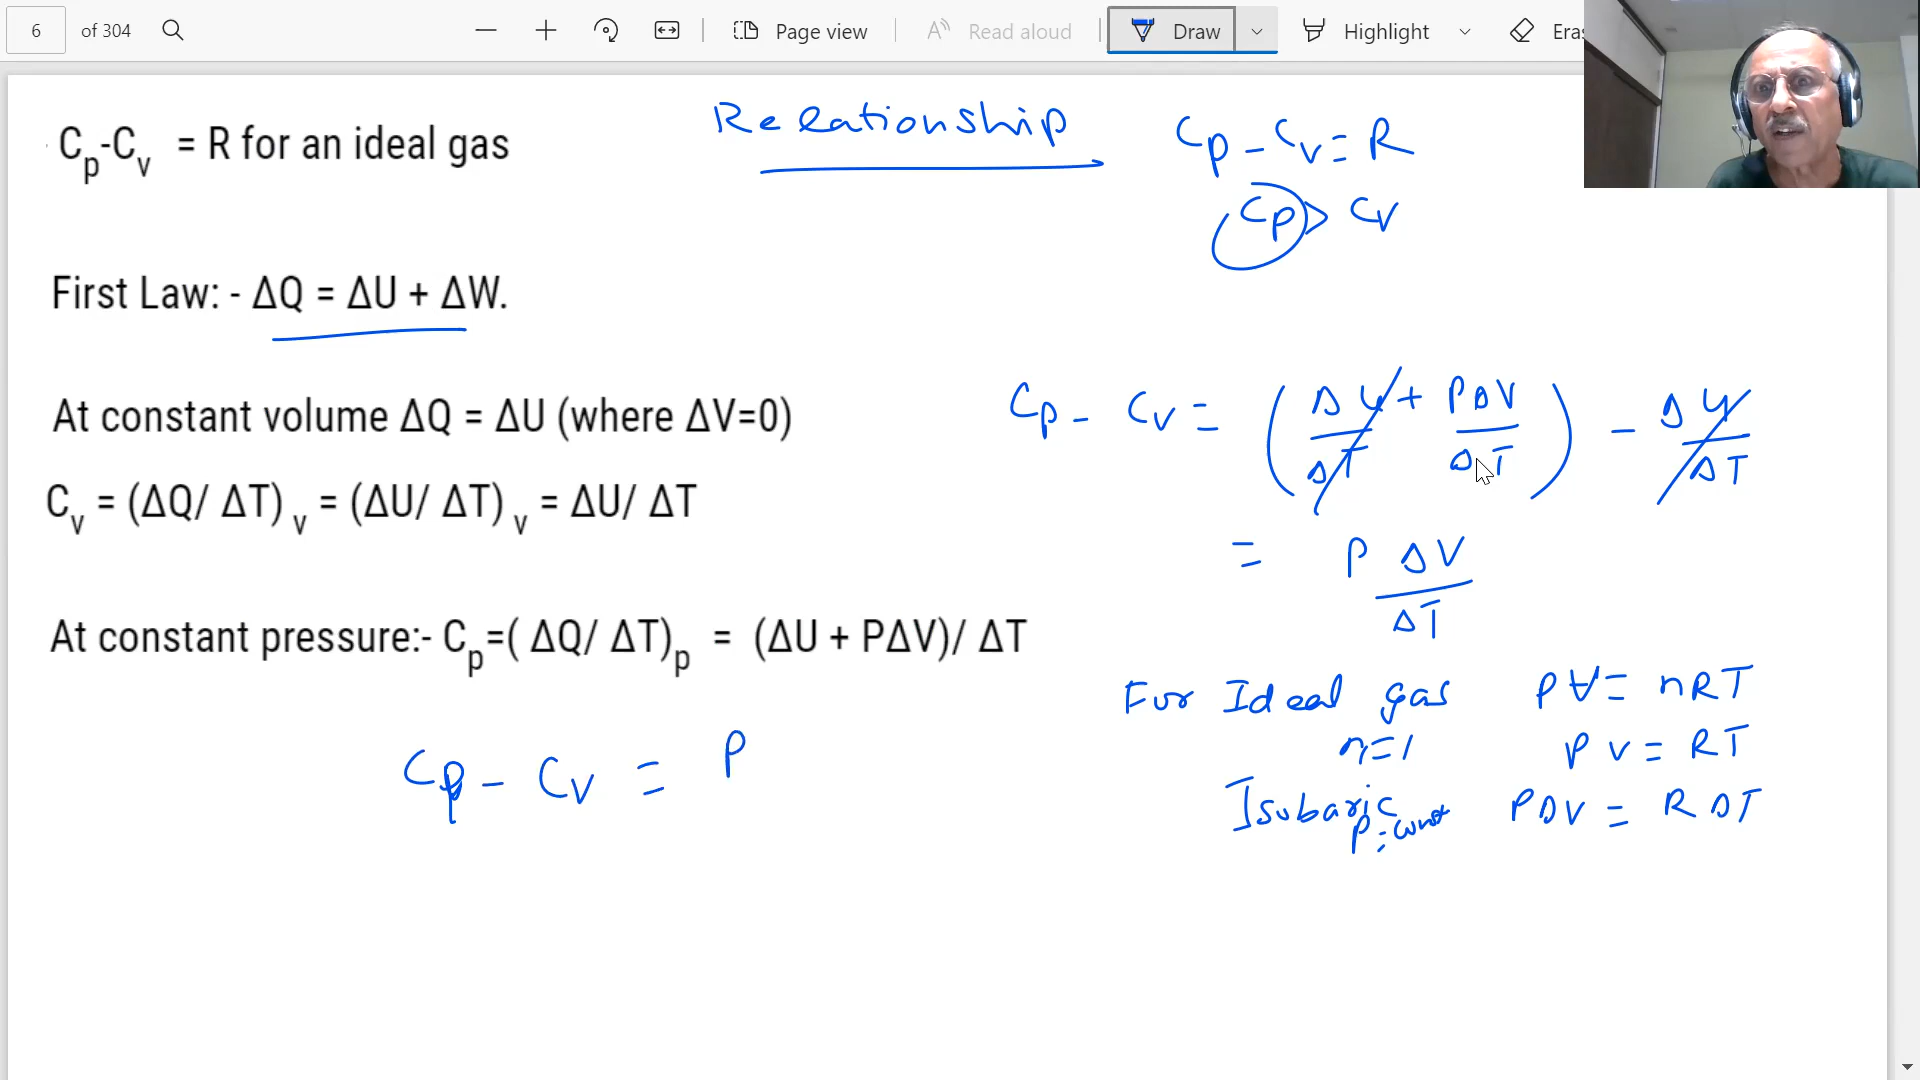 6 of 304 Page view Read aloud Draw Highlight Eras
Relationship
Cp-Cv = R for an ideal gas
Cp - Cv = R
Cp > Cv
First Law: - ΔQ = ΔU + ΔW.
At constant volume ΔQ = ΔU (where ΔV=0)
Cv = (ΔQ/ ΔT) v = (ΔU/ ΔT) v = ΔU/ ΔT
At constant pressure:- Cp=( ΔQ/ ΔT)p = (ΔU + PΔV)/ ΔT
Cp - Cv = P
Cp - Cv = (ΔU/ΔT + PΔV/ΔT) - ΔU/ΔT
= P ΔV/ΔT
For Ideal gas PV = nRT
n=1 PV = RT
Isobaric PΔV = R ΔT
P = const